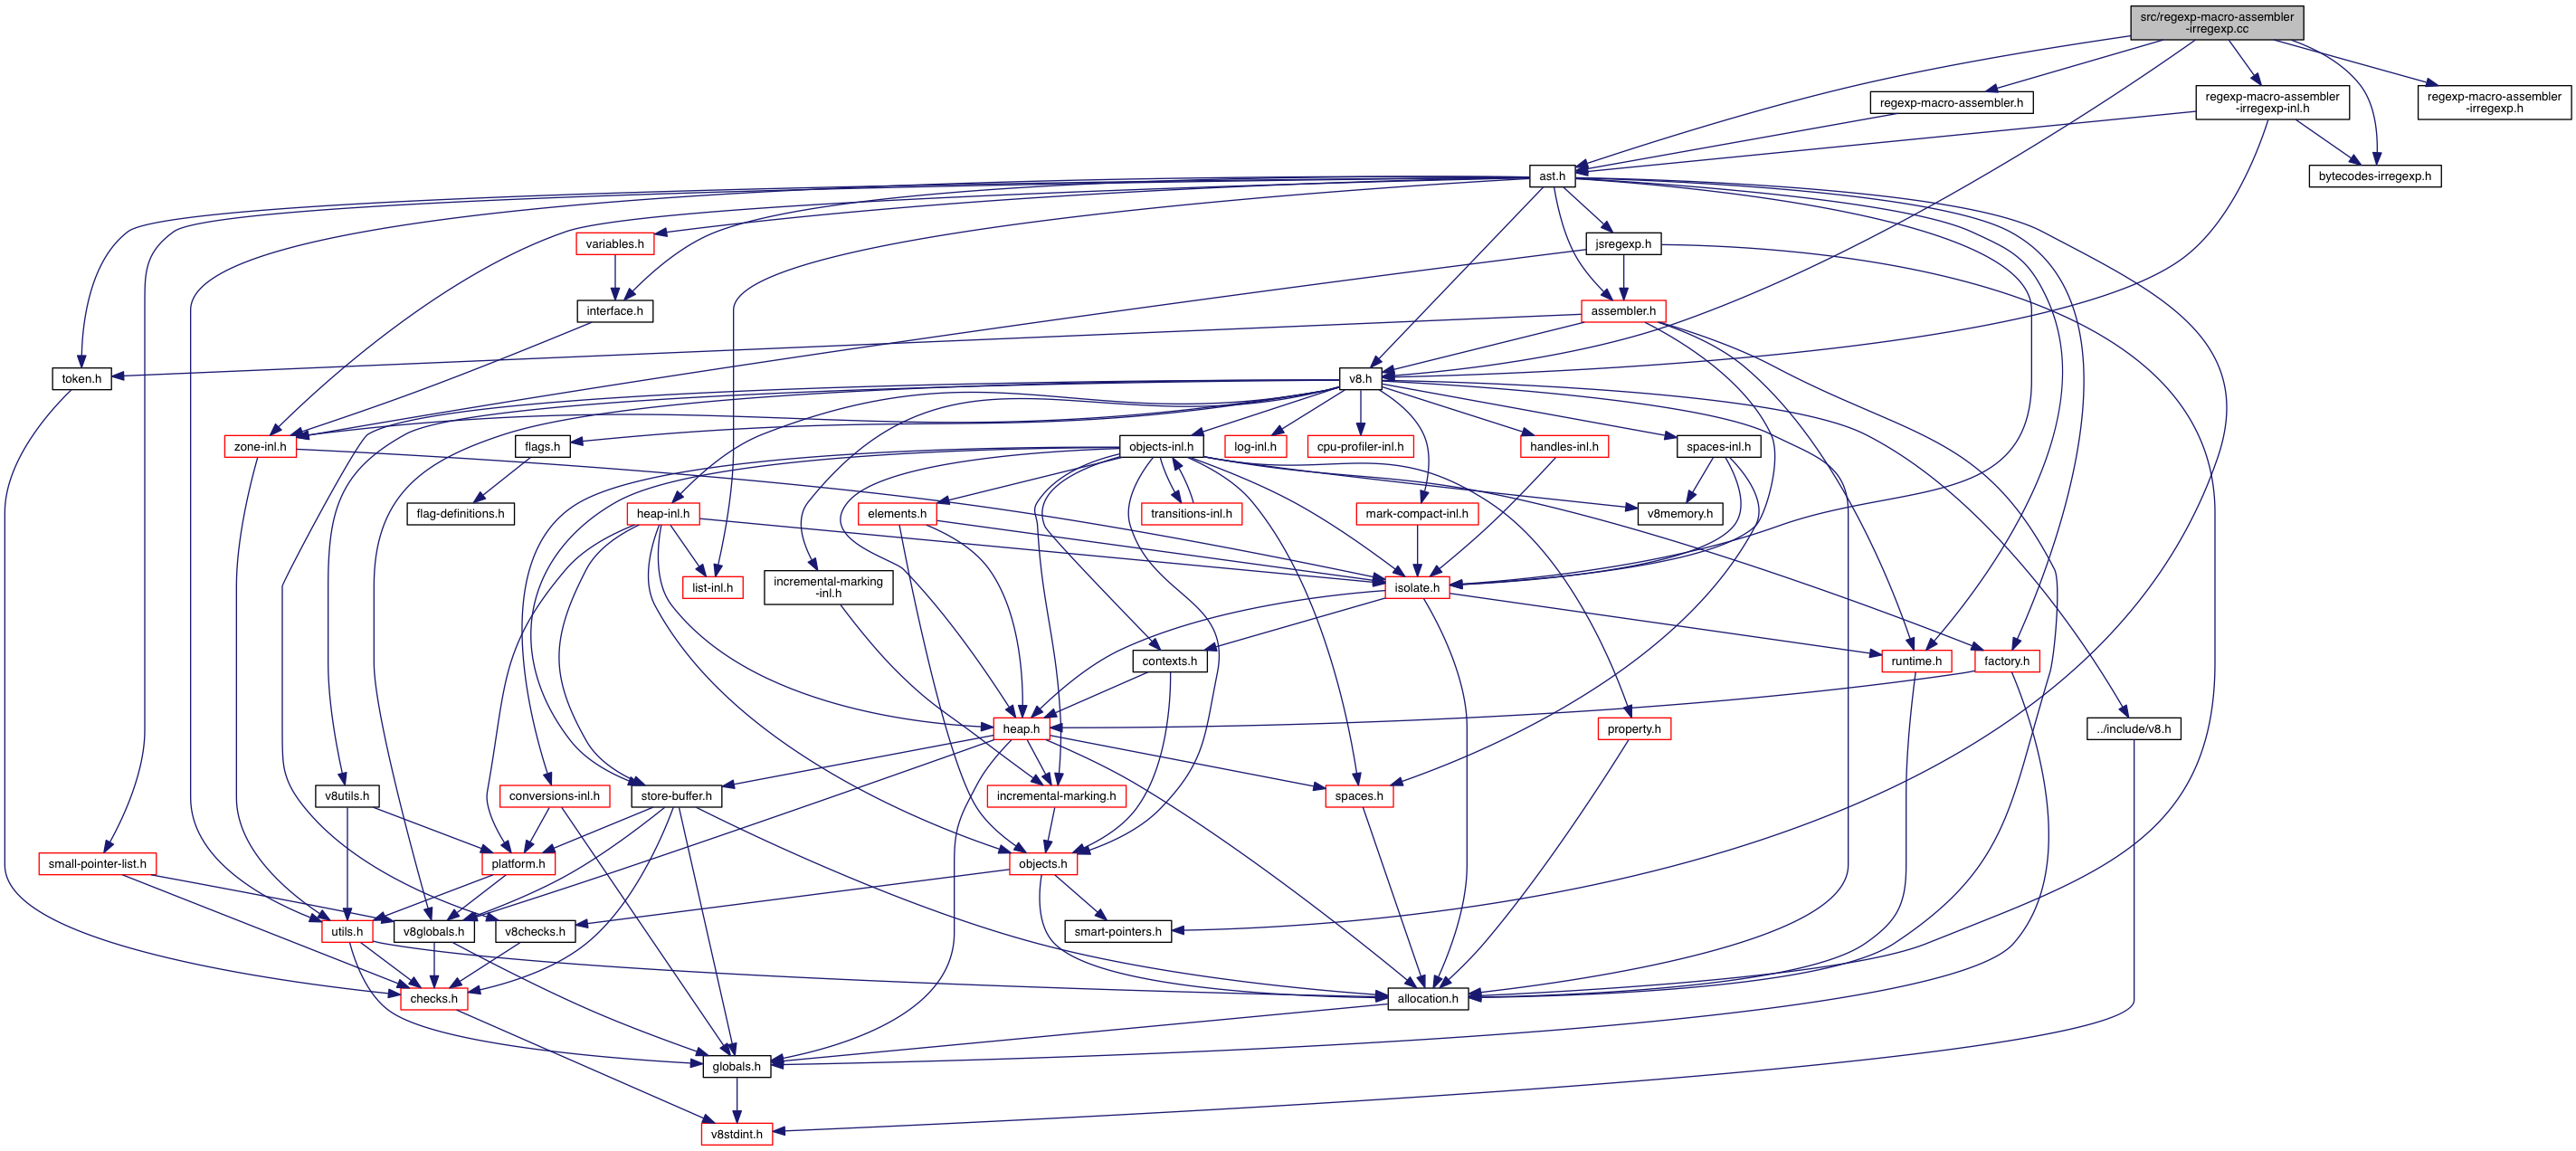 src/regexp-macro-assembler
-irregexp.cc
regexp-macro-assembler.h
regexp-macro-assembler
-irregexp-inl.h
regexp-macro-assembler
-irregexp.h
ast.h
bytecodes-irregexp.h
variables.h
jsregexp.h
interface.h
assembler.h
token.h
v8.h
zone-inl.h
flags.h
objects-inl.h
log-inl.h
cpu-profiler-inl.h
handles-inl.h
spaces-inl.h
flag-definitions.h
heap-inl.h
elements.h
transitions-inl.h
mark-compact-inl.h
v8memory.h
list-inl.h
incremental-marking
-inl.h
isolate.h
contexts.h
runtime.h
factory.h
heap.h
property.h
../include/v8.h
v8utils.h
conversions-inl.h
store-buffer.h
incremental-marking.h
spaces.h
small-pointer-list.h
platform.h
objects.h
utils.h
v8globals.h
v8checks.h
smart-pointers.h
checks.h
allocation.h
globals.h
v8stdint.h